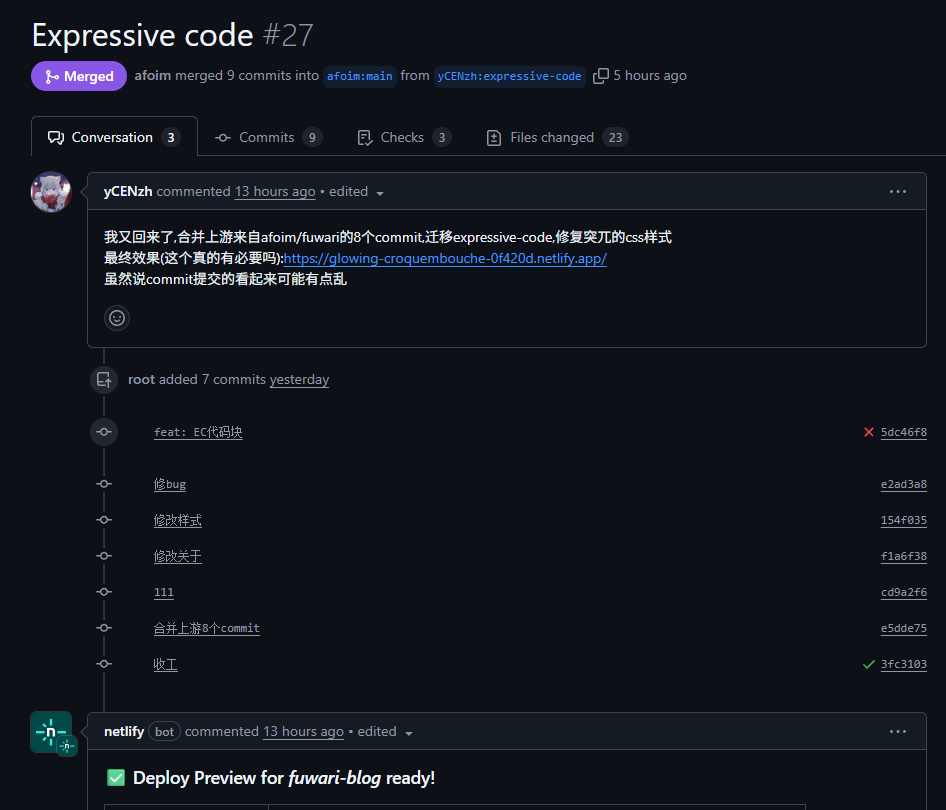 Expressive code #27
Merged afoim merged 9 commits into afoim:main from yCENzh:expressive-code 5 hours ago
Conversation 3 Commits 9 Checks 3 Files changed 23
yCENzh commented 13 hours ago • edited
我又回来了,合并上游来自afoim/fuwari的8个commit,迁移expressive-code,修复突兀的css样式
最终效果(这个真的有必要吗):https://glowing-croquembouche-0f420d.netlify.app/
虽然说commit提交的看起来可能有点乱
root added 7 commits yesterday
feat: EC代码块 5dc46f8
修bug e2ad3a8
修改样式 154f035
修改关于 f1a6f38
111 cd9a2f6
合并上游8个commit e5dde75
收工 3fc3103
netlify bot commented 13 hours ago • edited
Deploy Preview for fuwari-blog ready!